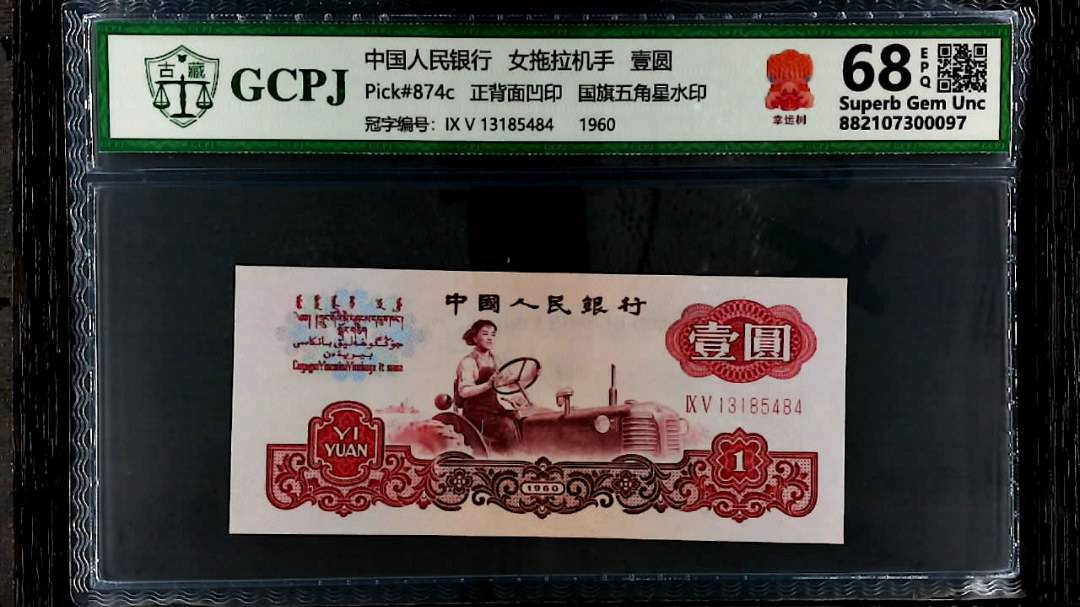 古藏
GCPJ
中国人民银行 女拖拉机手 壹圆
Pick#874c 正背面凹印 国旗五角星水印
冠字编号: IX V 13185484 1960
幸运树
68 EPQ
Superb Gem Unc
882107300097
中國人民銀行
壹圓
IX V 13185484
YI
YUAN
1960
1